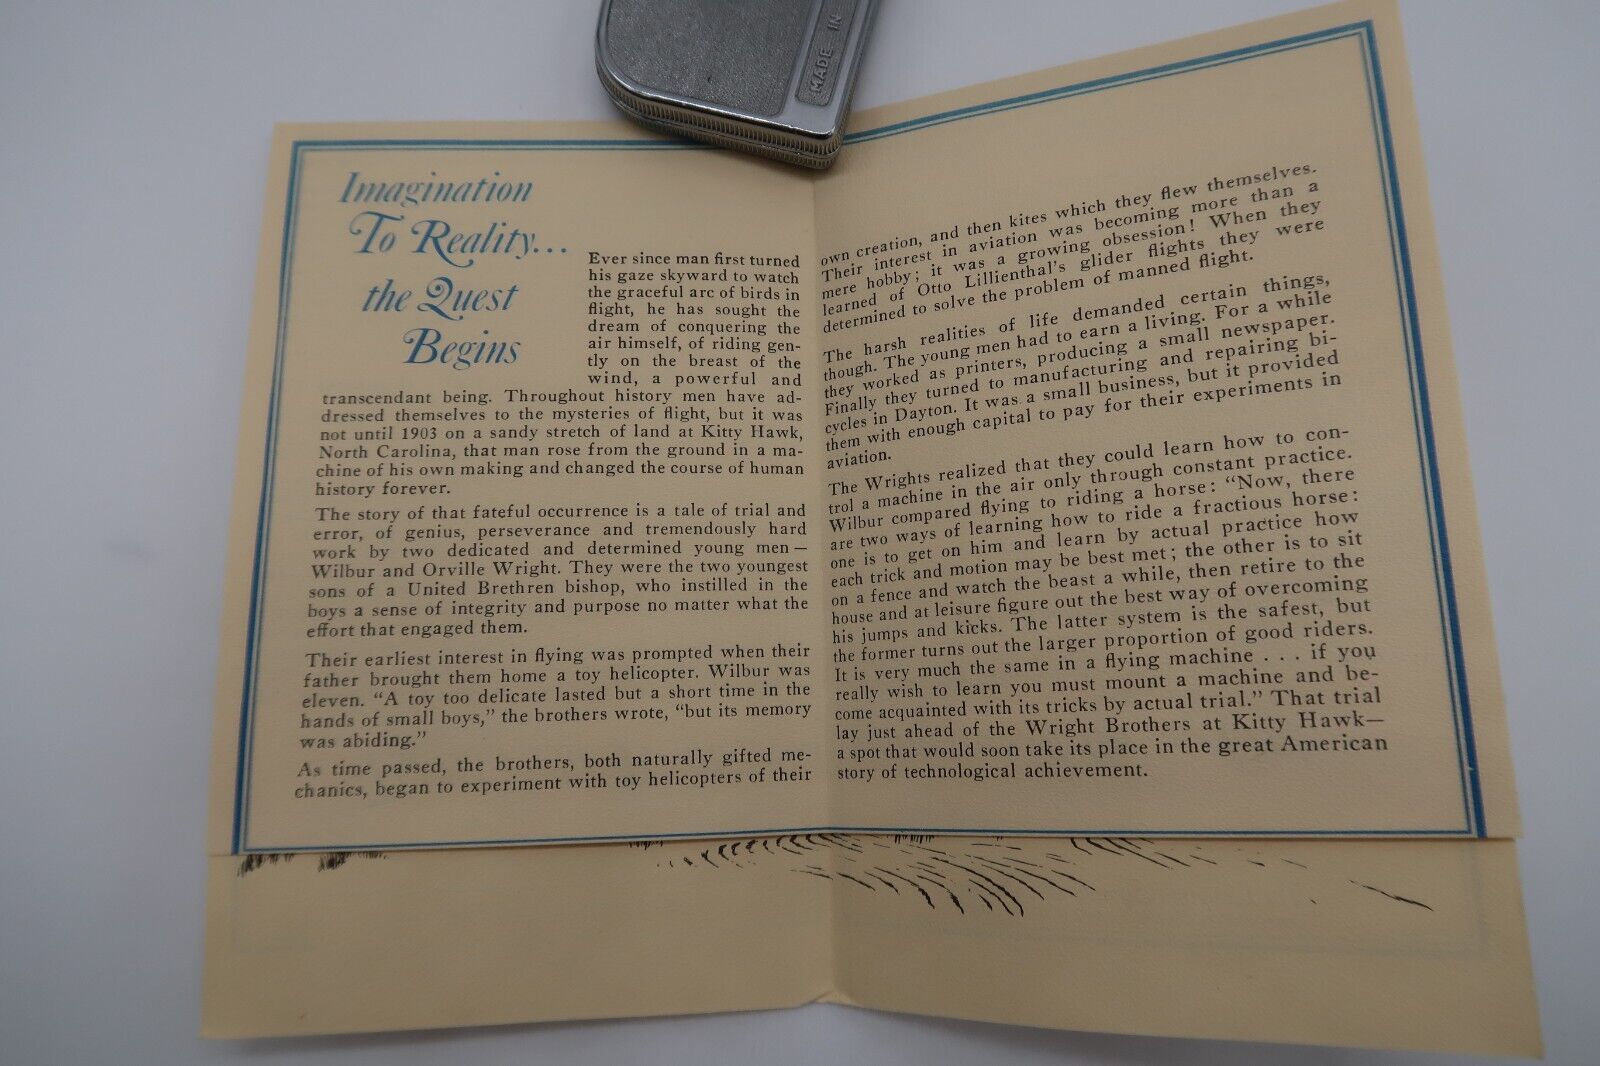 MADE IN
Imagination
To Reality...
the Quest
Begins
Ever since man first turned
his gaze skyward to watch
the graceful arc of birds in
flight, he has sought the
dream of conquering the
air himself, of riding gen-
tly on the breast of the
wind, a powerful and
transcendant being. Throughout history men have ad-
dressed themselves to the mysteries of flight, but it was
not until 1903 on a sandy stretch of land at Kitty Hawk,
North Carolina, that man rose from the ground in a ma-
chine of his own making and changed the course of human
history forever.
The story of that fateful occurrence is a tale of trial and
error, of genius, perseverance and tremendously hard
work by two dedicated and determined young men—
Wilbur and Orville Wright. They were the two youngest
sons of a United Brethren bishop, who instilled in the
boys a sense of integrity and purpose no matter what the
effort that engaged them.
Their earliest interest in flying was prompted when their
father brought them home a toy helicopter. Wilbur was
eleven. “A toy too delicate lasted but a short time in the
hands of small boys,” the brothers wrote, “but its memory
was abiding.”
As time passed, the brothers, both naturally gifted me-
chanics, began to experiment with toy helicopters of their
own creation, and then kites which they flew themselves.
Their interest in aviation was becoming more than a
mere hobby; it was a growing obsession! When they
learned of Otto Lillienthal’s glider flights they were
determined to solve the problem of manned flight.
The harsh realities of life demanded certain things,
though. The young men had to earn a living. For a while
they worked as printers, producing a small newspaper.
Finally they turned to manufacturing and repairing bi-
cycles in Dayton. It was a small business, but it provided
them with enough capital to pay for their experiments in
aviation.
The Wrights realized that they could learn how to con-
trol a machine in the air only through constant practice.
Wilbur compared flying to riding a horse: “Now, there
are two ways of learning how to ride a fractious horse:
one is to get on him and learn by actual practice how
each trick and motion may be best met; the other is to sit
on a fence and watch the beast a while, then retire to the
house and at leisure figure out the best way of overcoming
his jumps and kicks. The latter system is the safest, but
the former turns out the larger proportion of good riders.
It is very much the same in a flying machine . . . if you
really wish to learn you must mount a machine and be-
come acquainted with its tricks by actual trial.” That trial
lay just ahead of the Wright Brothers at Kitty Hawk—
a spot that would soon take its place in the great American
story of technological achievement.